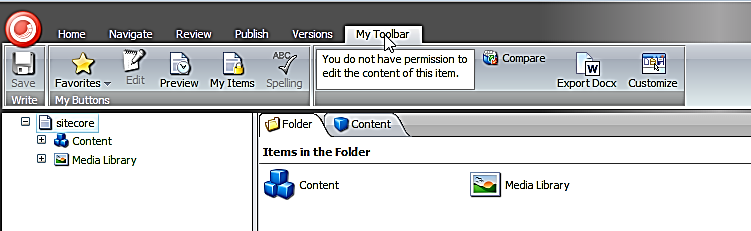 Home Navigate Review Publish Versions My Toolbar
Save Favorites Edit Preview My Items Spelling
You do not have permission to
edit the content of this item.
Compare
Export Docx Customize
Write My Buttons
sitecore
Content
Media Library
Folder Content
Items in the Folder
Content Media Library